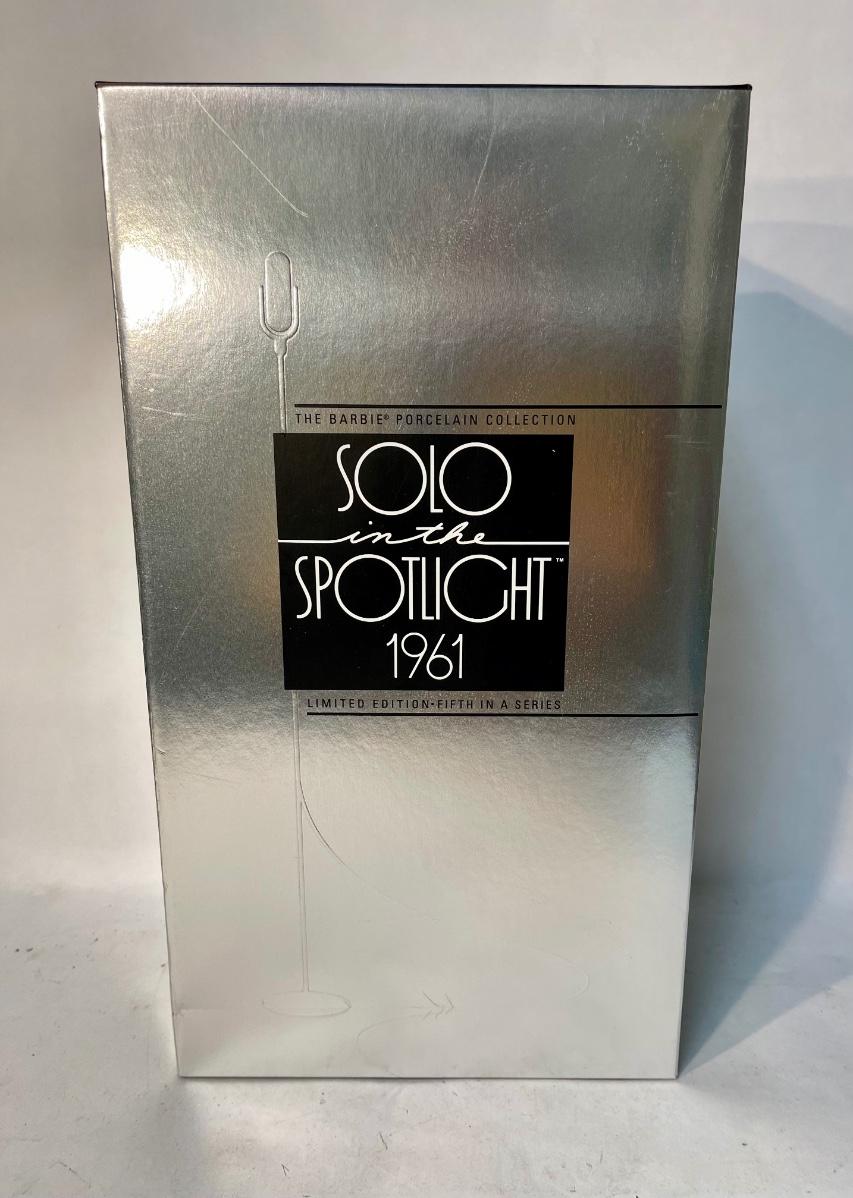 THE BARBIE® PORCELAIN COLLECTION
SOLO
in the
SPOTLIGHT™
1961
LIMITED EDITION•FIFTH IN A SERIES